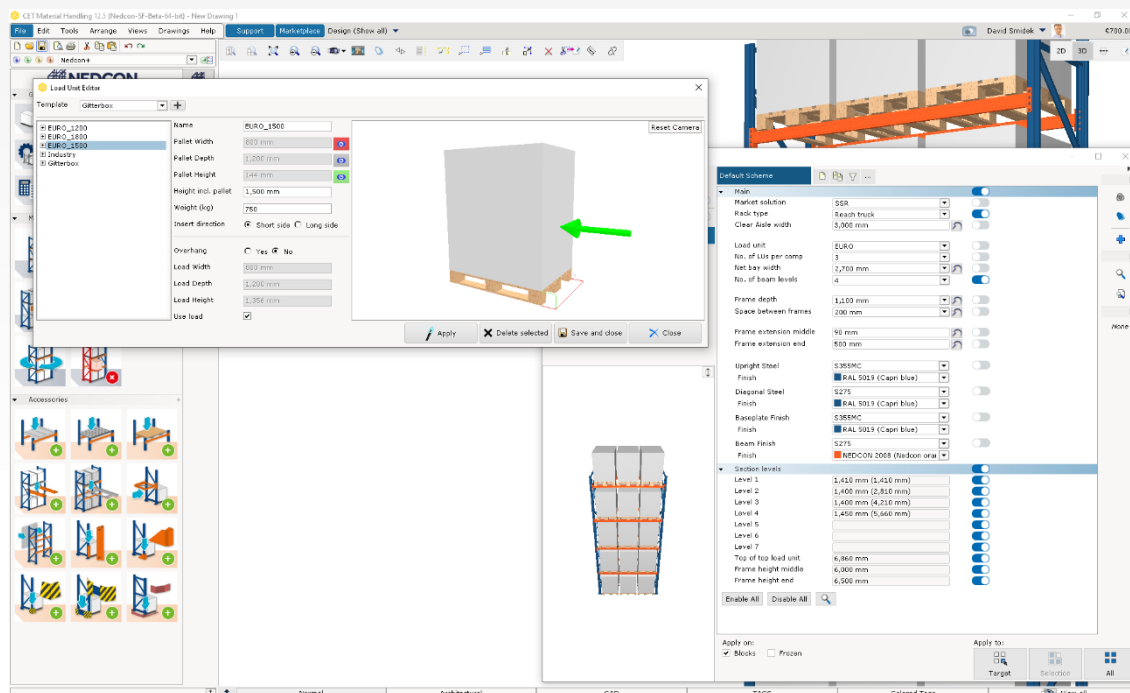 CET Material Handling 12.5 (Nedcon-SF-Beta-64-bit) - New Drawing 1
File Edit Tools Arrange Views Drawings Help Support Marketplace Design (Show all) David Smidek €700.00
2D 3D
Nedcon+
NEDCON
Load Unit Editor
Template Gitterbox
EURO_1200
EURO_1800
EURO_1500
Industry
Gitterbox
Name EURO_1500
Pallet Width 800 mm
Pallet Depth 1,200 mm
Pallet Height 144 mm
Height incl. pallet 1,500 mm
Weight (kg) 750
Insert direction Short side Long side
Overhang Yes No
Load Width 800 mm
Load Depth 1,200 mm
Load Height 1,356 mm
Use load
Reset Camera
Apply Delete selected Save and close Close
Accessories
Default Scheme
Main
Market solution SSR
Rack type Reach truck
Clear Aisle width 3,000 mm
Load unit EURO
No. of LUs per comp 3
Net bay width 2,700 mm
No. of beam levels 4
Frame depth 1,100 mm
Space between frames 200 mm
Frame extension middle 90 mm
Frame extension end 500 mm
Upright Steel S355MC
Finish RAL 5019 (Capri blue)
Diagonal Steel S275
Finish RAL 5019 (Capri blue)
Baseplate Finish S355MC
Finish RAL 5019 (Capri blue)
Beam Finish S275
Finish NEDCON 2008 (Nedcon oran
Section levels
Level 1 1,410 mm (1,410 mm)
Level 2 1,400 mm (2,810 mm)
Level 3 1,400 mm (4,210 mm)
Level 4 1,450 mm (5,660 mm)
Level 5
Level 6
Level 7
Top of top load unit 6,860 mm
Frame height middle 6,000 mm
Frame height end 6,500 mm
Enable All Disable All
Apply on:
Blocks Frozen
Apply to:
Target Selection All
None
Normal Architectural CAD TAGS Colored Tags View all